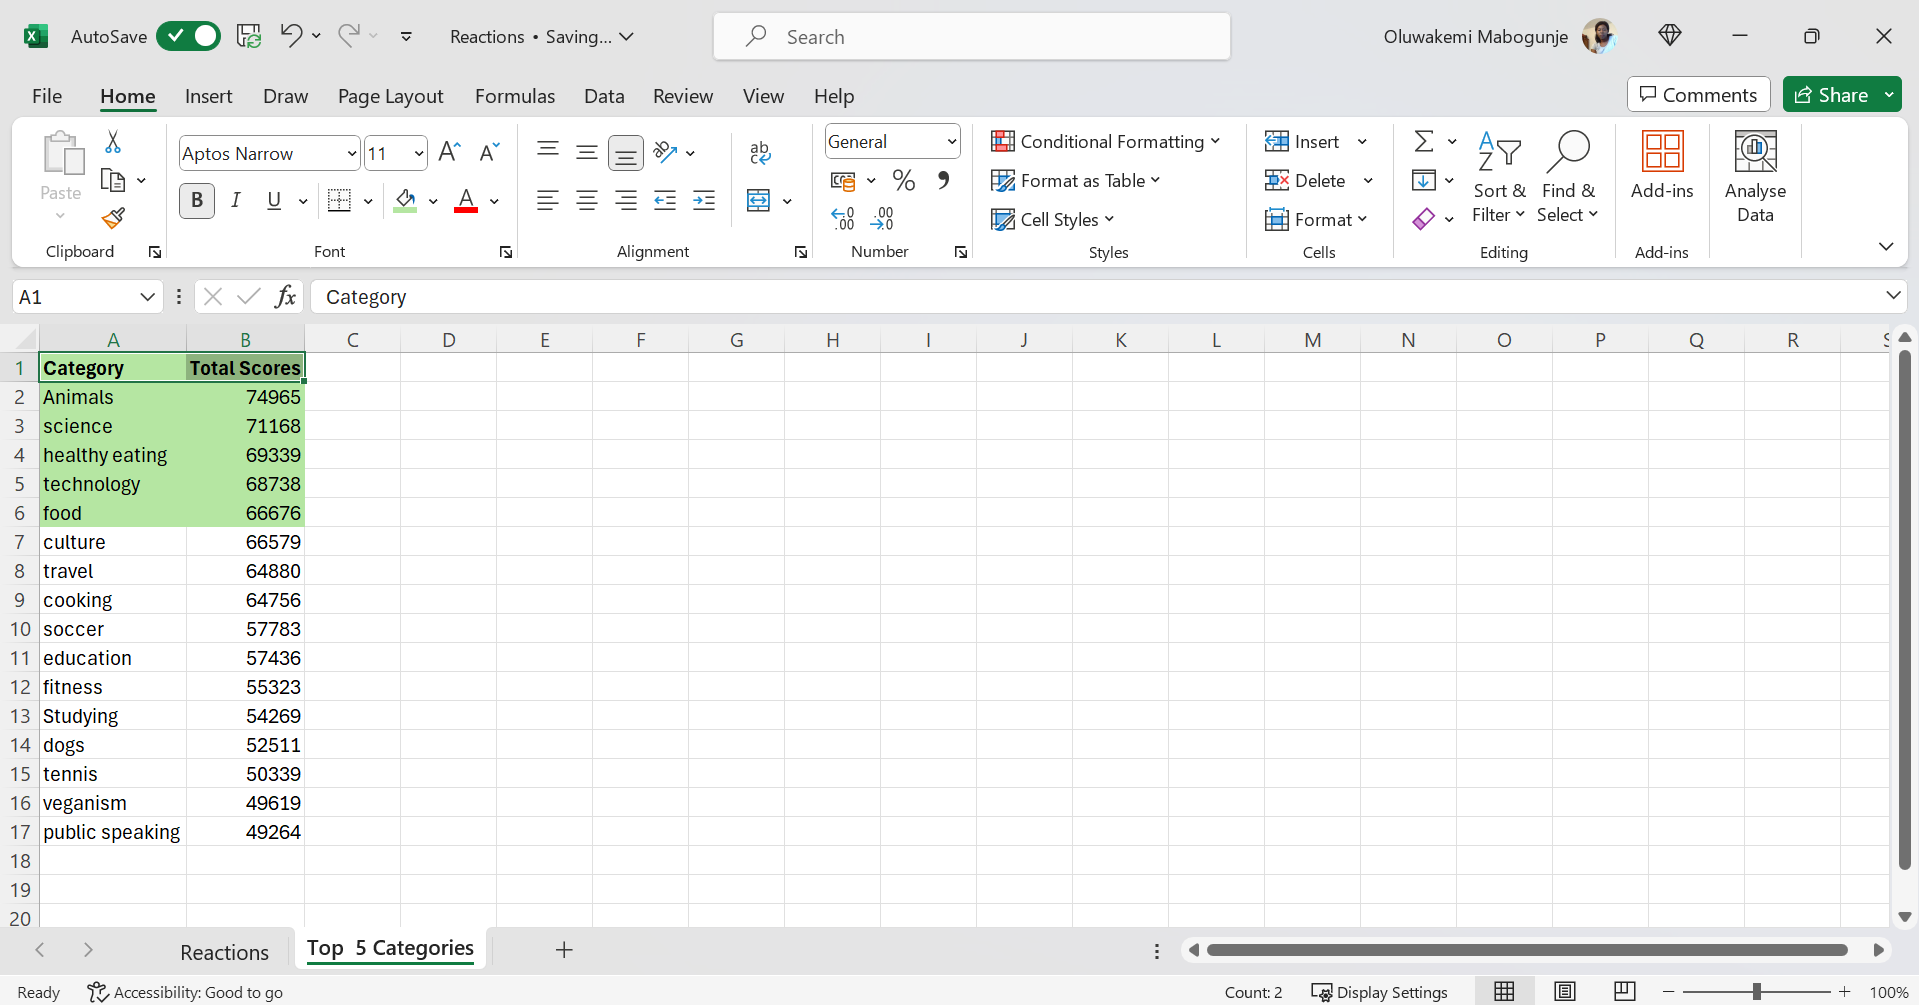 AutoSave
Reactions • Saving...
Search
Oluwakemi Mabogunje
File Home Insert Draw Page Layout Formulas Data Review View Help
Comments Share
Paste
Clipboard
Aptos Narrow 11
B I U A
Font
ab
Alignment
General
% 
.00
Number
Conditional Formatting
Format as Table
Cell Styles
Styles
Insert
Delete
Format
Cells
Sort &
Filter
Find &
Select
Editing
Add-ins
Add-ins
Analyse
Data
A1 fx Category
A B C D E F G H I J K L M N O P Q R
1 Category Total Scores
2 Animals 74965
3 science 71168
4 healthy eating 69339
5 technology 68738
6 food 66676
7 culture 66579
8 travel 64880
9 cooking 64756
10 soccer 57783
11 education 57436
12 fitness 55323
13 Studying 54269
14 dogs 52511
15 tennis 50339
16 veganism 49619
17 public speaking 49264
18
19
20
Reactions Top  5 Categories
Ready Accessibility: Good to go Count: 2 Display Settings 100%